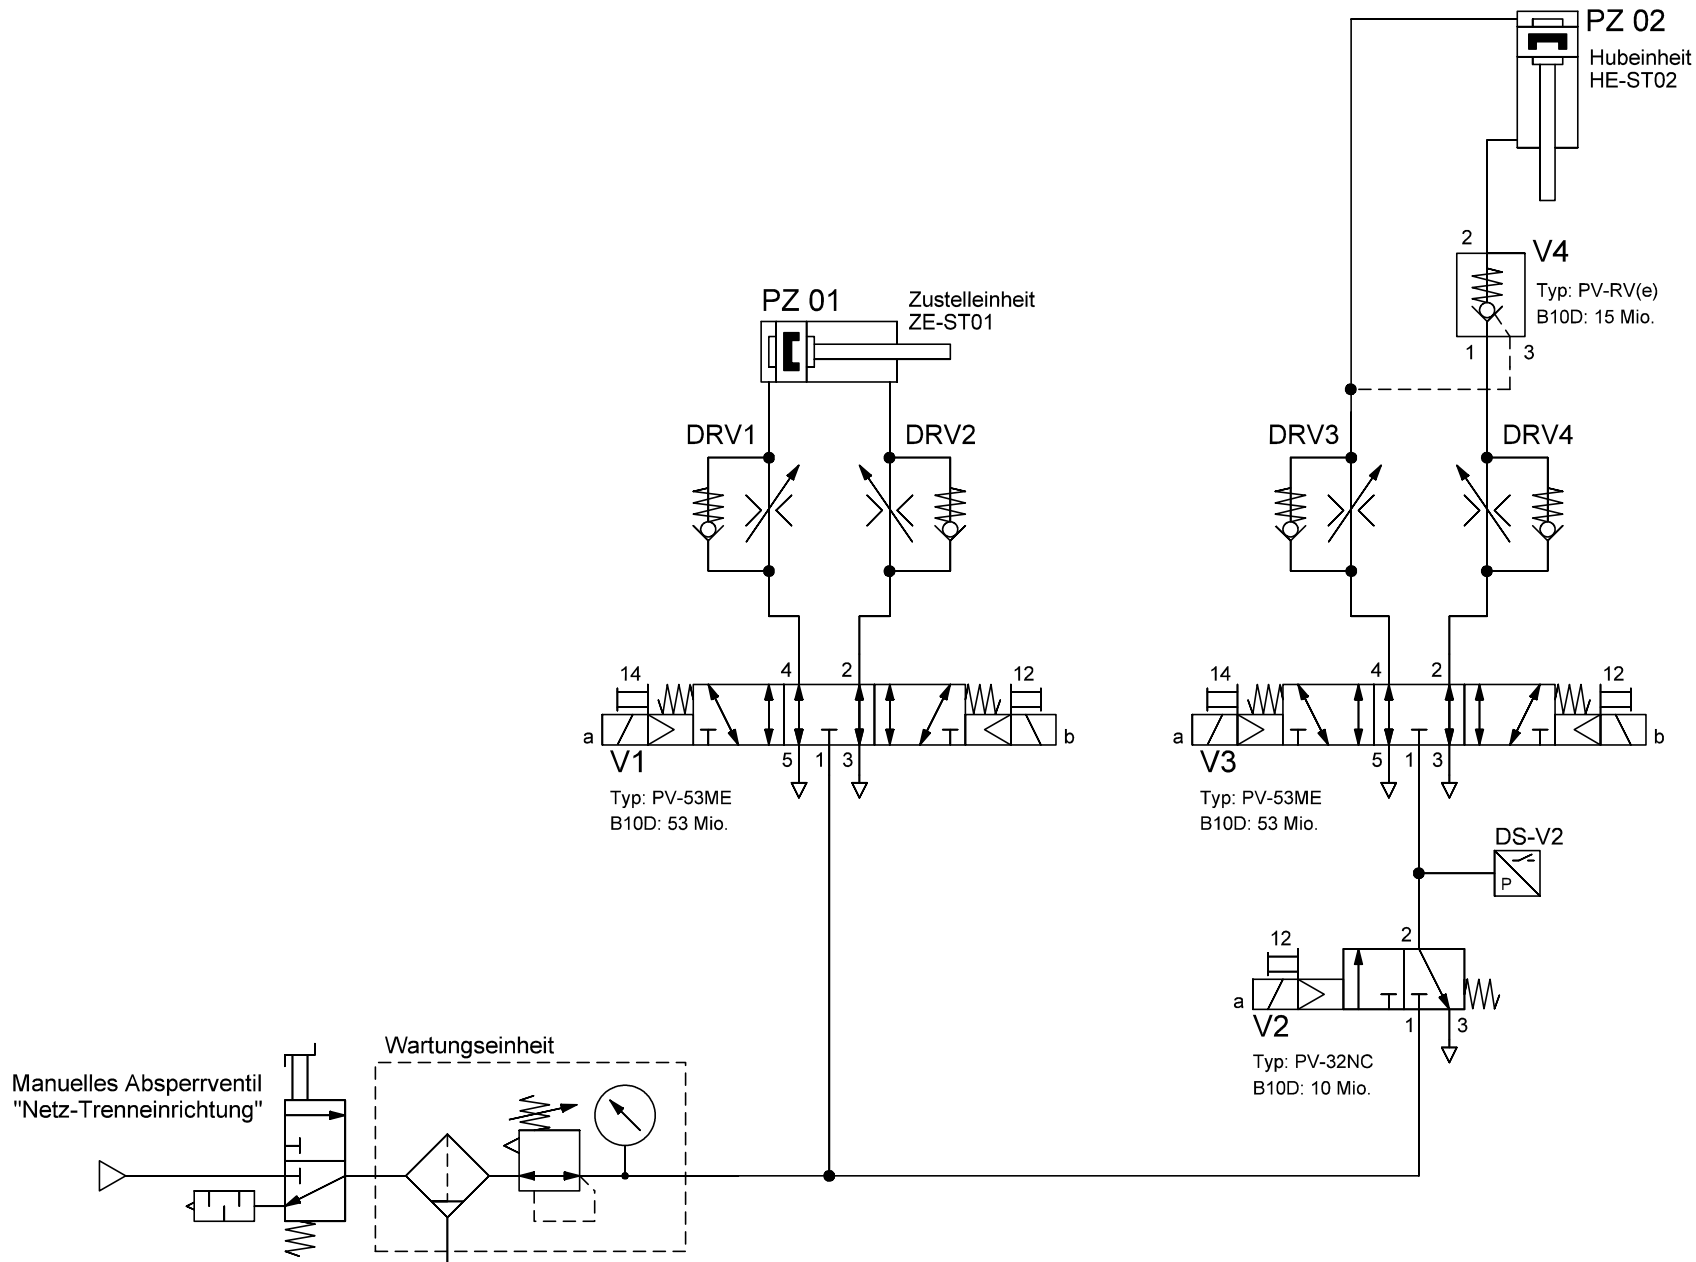 PZ 02
Hubeinheit
HE-ST02
2
V4
Typ: PV-RV(e)
B10D: 15 Mio.
1
3
PZ 01
Zustelleinheit
ZE-ST01
DRV1
DRV2
DRV3
DRV4
14
4
2
12
a
b
V1
5
1
3
Typ: PV-53ME
B10D: 53 Mio.
14
4
2
12
a
b
V3
5
1
3
Typ: PV-53ME
B10D: 53 Mio.
DS-V2
P
12
2
a
V2
1
3
Typ: PV-32NC
B10D: 10 Mio.
Wartungseinheit
Manuelles Absperrventil
"Netz-Trenneinrichtung"